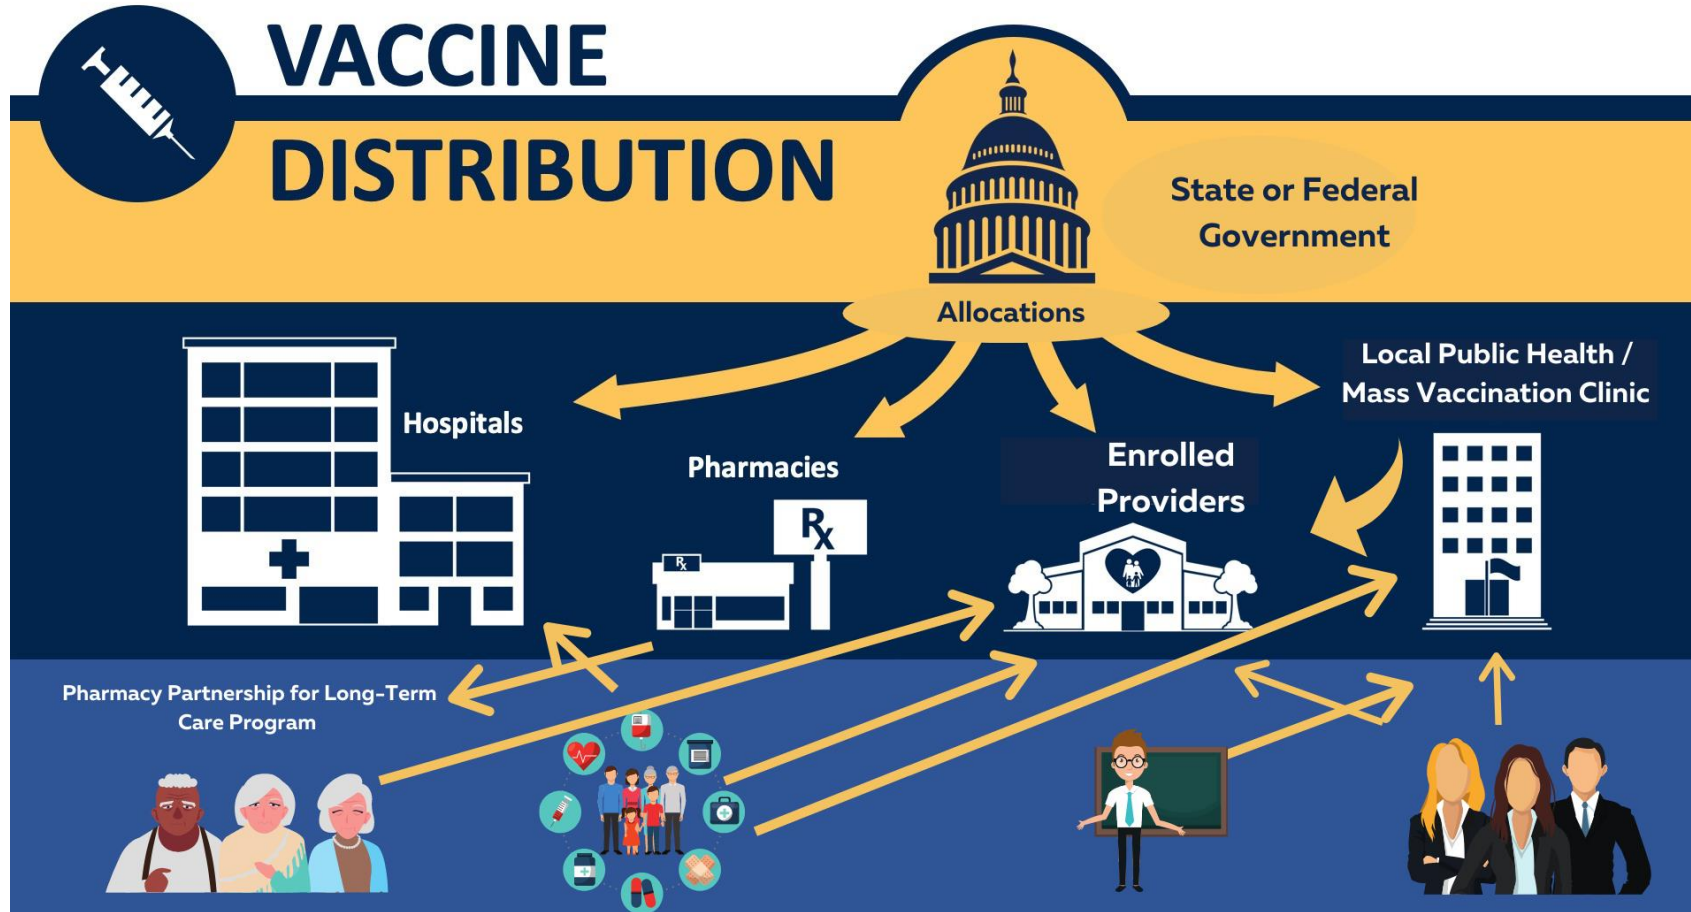 VACCINE
DISTRIBUTION
State or Federal
Government
Allocations
Hospitals
Pharmacies
Enrolled
Providers
Local Public Health /
Mass Vaccination Clinic
Rx
Rx
Pharmacy Partnership for Long-Term
Care Program